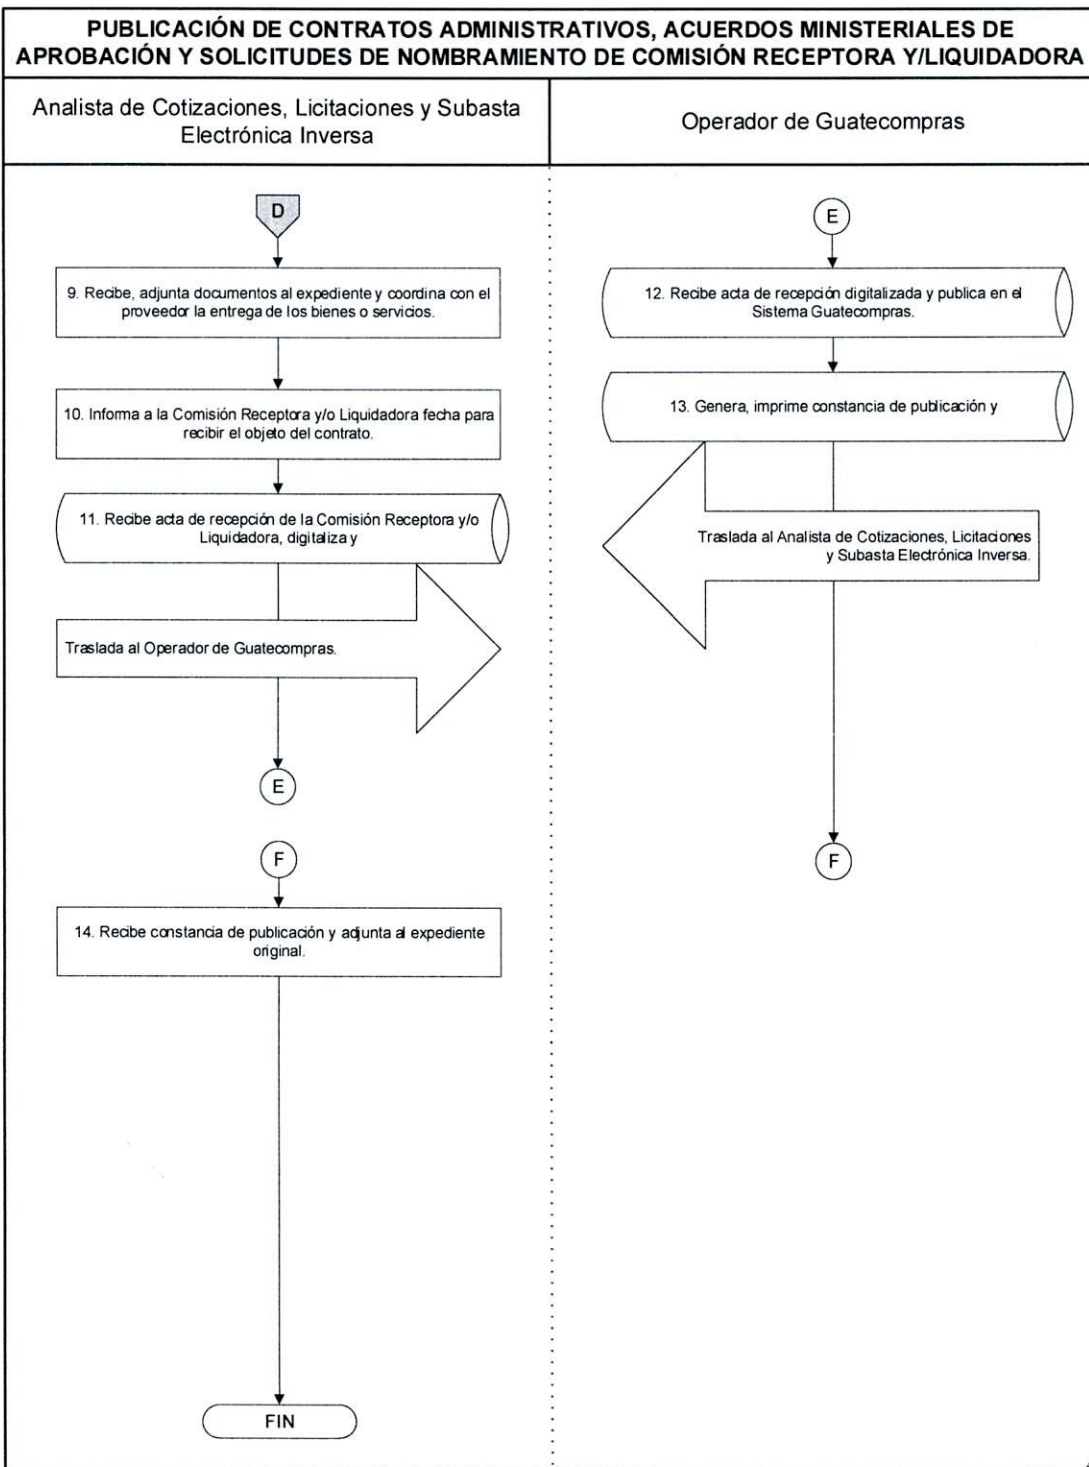 PUBLICACIÓN DE CONTRATOS ADMINISTRATIVOS, ACUERDOS MINISTERIALES DE
APROBACIÓN Y SOLICITUDES DE NOMBRAMIENTO DE COMISIÓN RECEPTORA Y/LIQUIDADORA
Analista de Cotizaciones, Licitaciones y Subasta
Electrónica Inversa
Operador de Guatecompras
D
9. Recibe, adjunta documentos al expediente y coordina con el
proveedor la entrega de los bienes o servicios.
10. Informa a la Comisión Receptora y/o Liquidadora fecha para
recibir el objeto del contrato.
11. Recibe acta de recepción de la Comisión Receptora y/o
Liquidadora, digitaliza y
Traslada al Operador de Guatecompras.
E
F
14. Recibe constancia de publicación y adjunta al expediente
original.
FIN
E
12. Recibe acta de recepción digitalizada y publica en el
Sistema Guatecompras.
13. Genera, imprime constancia de publicación y
Traslada al Analista de Cotizaciones, Licitaciones
y Subasta Electrónica Inversa.
F